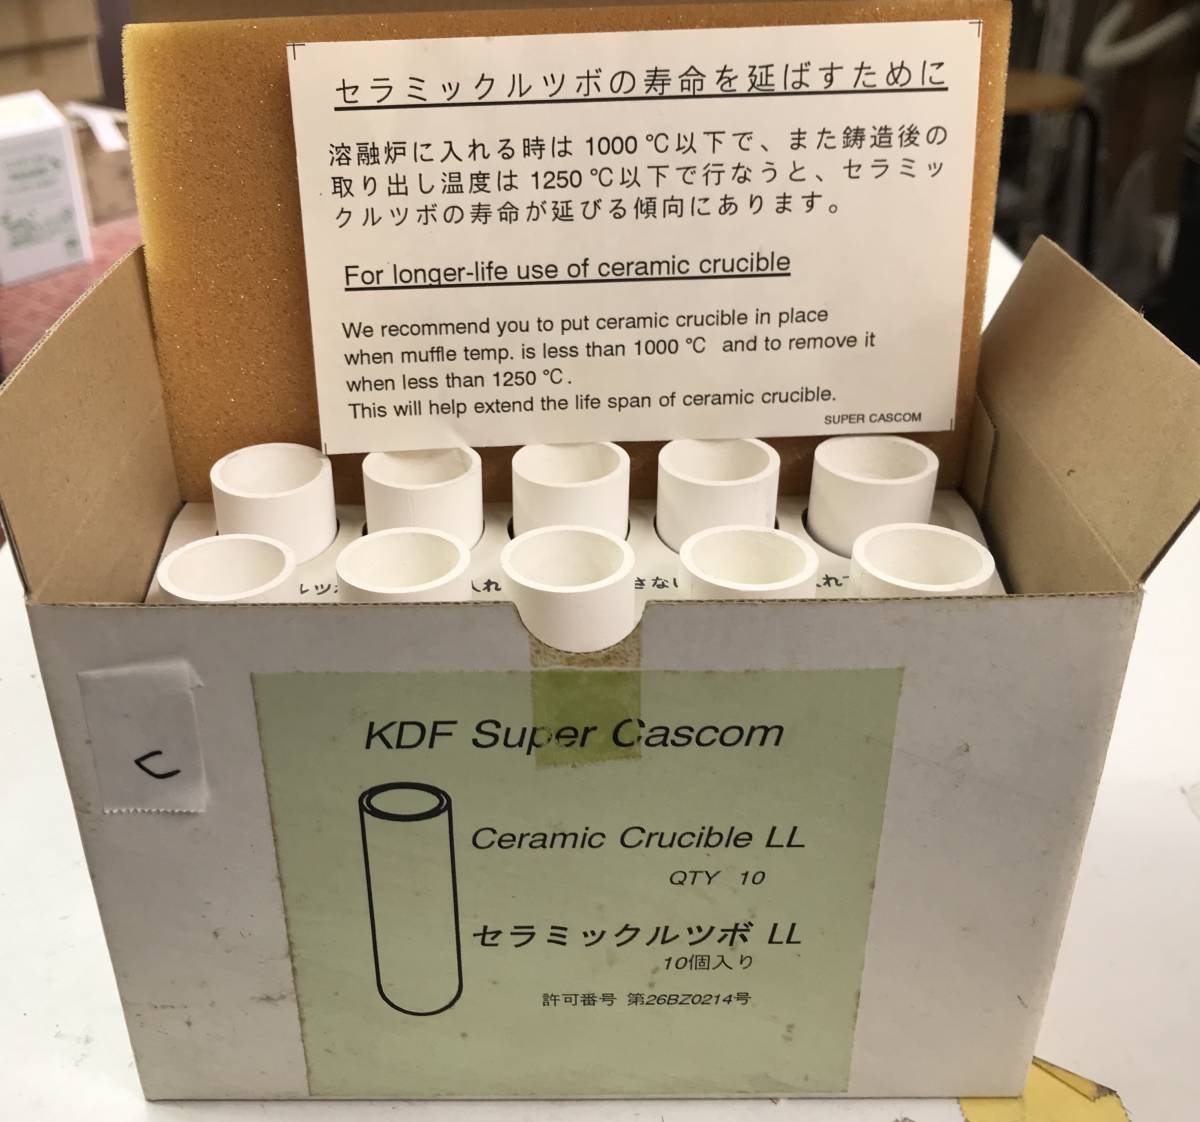 セラミックルツボの寿命を延ばすために
溶融炉に入れる時は 1000 ℃以下で、また鋳造後の
取り出し温度は 1250 ℃以下で行なうと、セラミッ
クルツボの寿命が延びる傾向にあります。
For longer-life use of ceramic crucible
We recommend you to put ceramic crucible in place
when muffle temp. is less than 1000 ℃ and to remove it
when less than 1250 ℃.
This will help extend the life span of ceramic crucible.
SUPER CASCOM
KDF Super Cascom
Ceramic Crucible LL
QTY 10
セラミックルツボ LL
10個入り
許可番号 第26BZ0214号